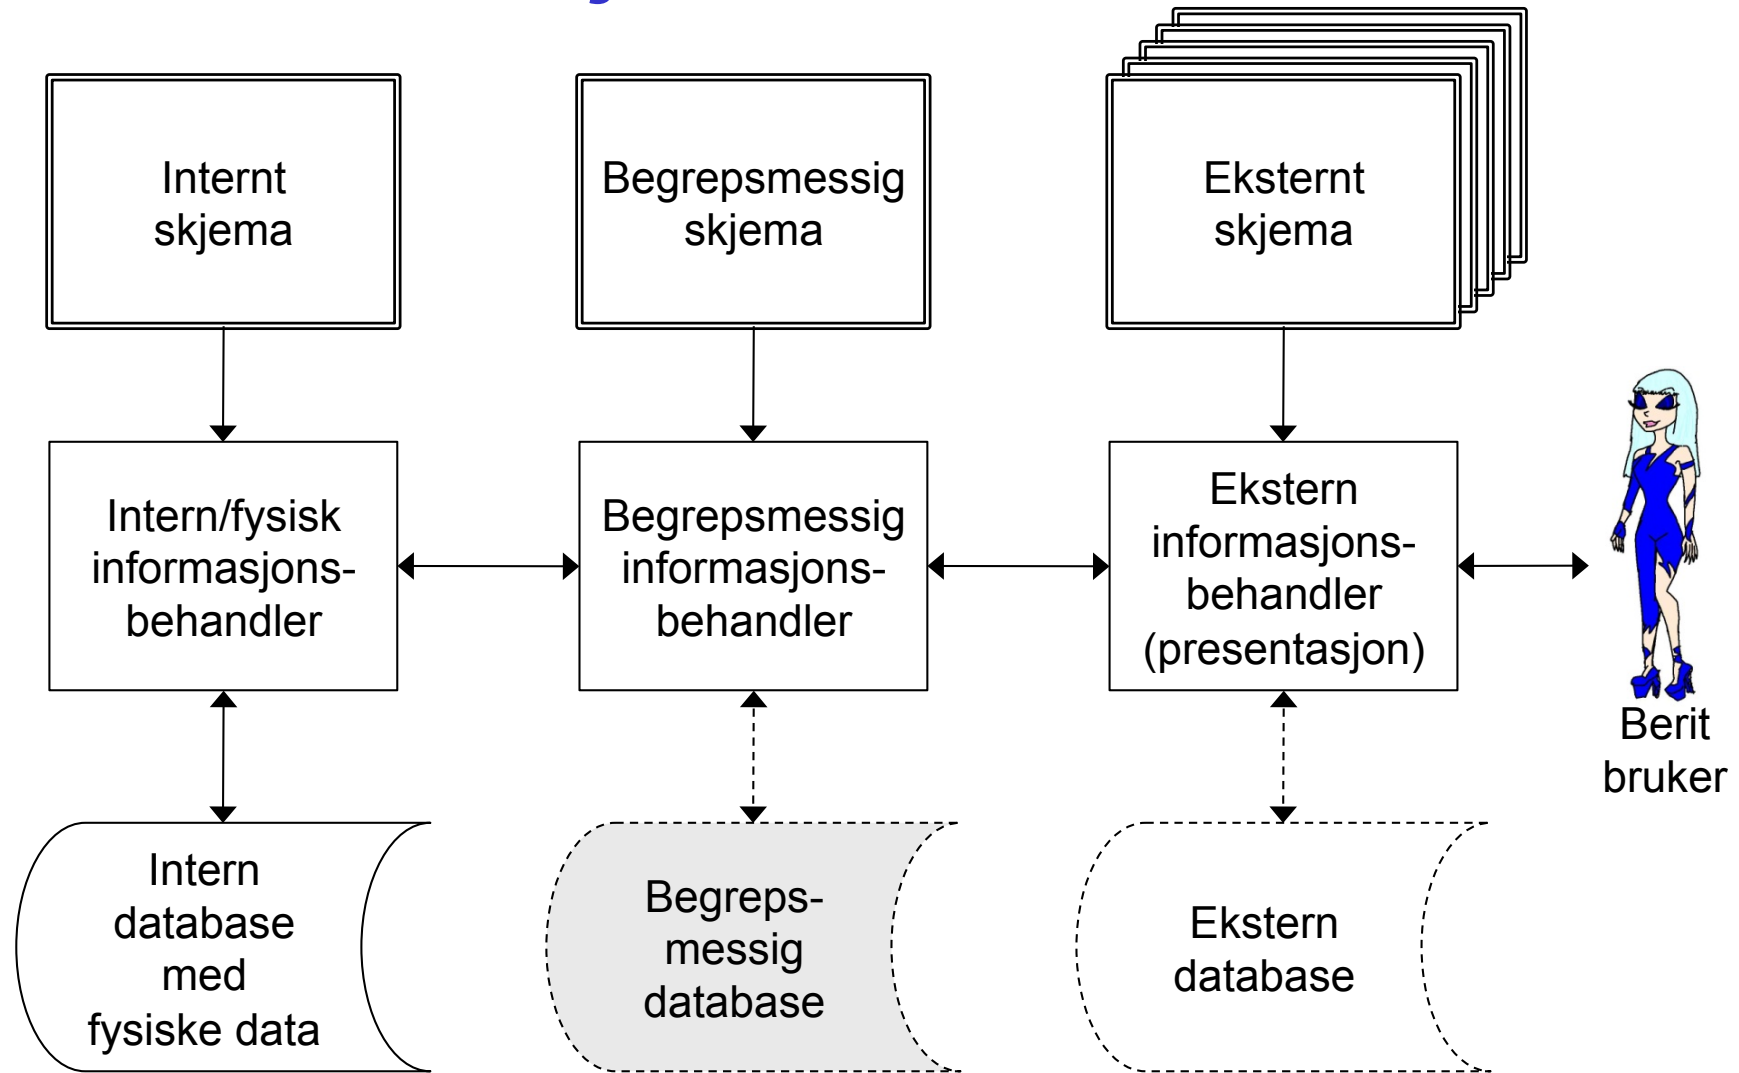 Internt
skjema
Begrepsmessig
skjema
Eksternt
skjema
Intern/fysisk
informasjons-
behandler
Begrepsmessig
informasjons-
behandler
Ekstern
informasjons-
behandler
(presentasjon)
Berit
bruker
Intern
database
med
fysiske data
Begreps-
messig
database
Ekstern
database